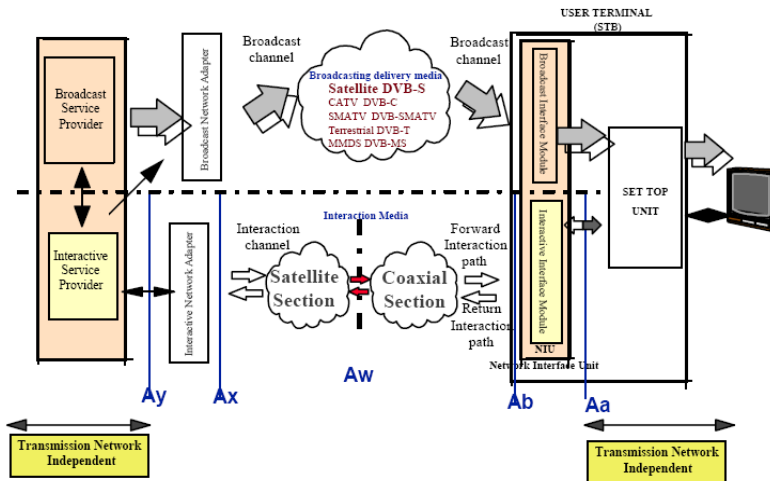 USER TERMINAL
(STB)
Broadcast
channel
Broadcast
channel
Broadcasting delivery media
Satellite DVB-S
CATV DVB-C
SMATV DVB-SMATV
Terrestrial DVB-T
MMDS DVB-MS
Broadcast
Service
Provider
Broadcast Network Adapter
Broadcast Interface Module
SET TOP
UNIT
Interaction Media
Interactive
Service
Provider
Interactive Network Adapter
Interaction
channel
Satellite
Section
Coaxial
Section
Forward
Interaction
path
Return
Interaction
path
Interactive Interface Module
NIU
Network Interface Unit
Ay
Ax
Aw
Ab
Aa
Transmission Network
Independent
Transmission Network
Independent